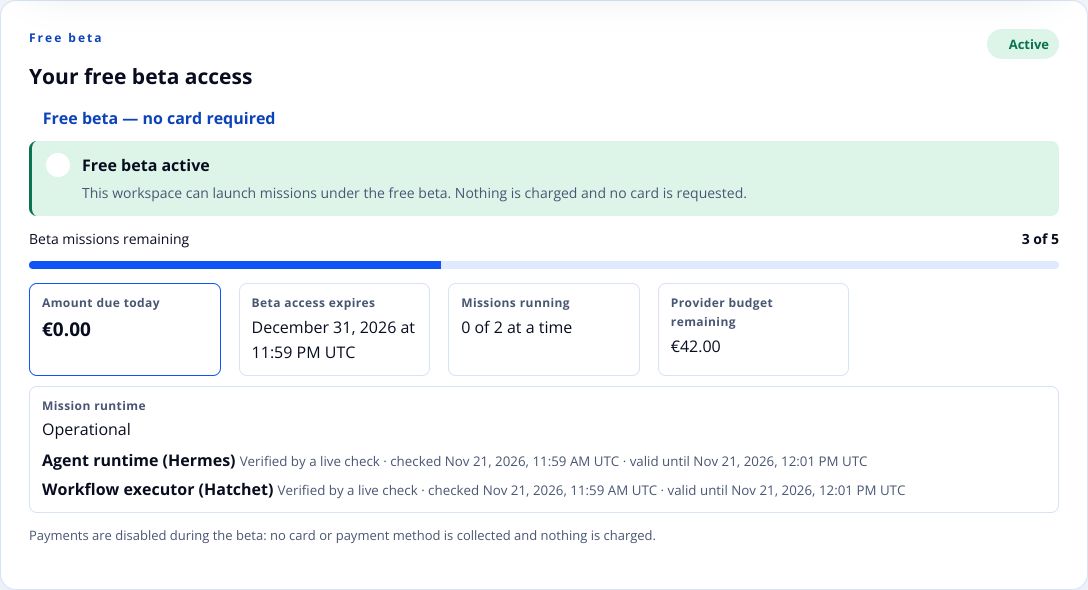 Free beta
Active
Your free beta access
Free beta — no card required
Free beta active
This workspace can launch missions under the free beta. Nothing is charged and no card is requested.
Beta missions remaining
3 of 5
Amount due today
€0.00
Beta access expires
December 31, 2026 at
11:59 PM UTC
Missions running
0 of 2 at a time
Provider budget
remaining
€42.00
Mission runtime
Operational
Agent runtime (Hermes) Verified by a live check · checked Nov 21, 2026, 11:59 AM UTC · valid until Nov 21, 2026, 12:01 PM UTC
Workflow executor (Hatchet) Verified by a live check · checked Nov 21, 2026, 11:59 AM UTC · valid until Nov 21, 2026, 12:01 PM UTC
Payments are disabled during the beta: no card or payment method is collected and nothing is charged.